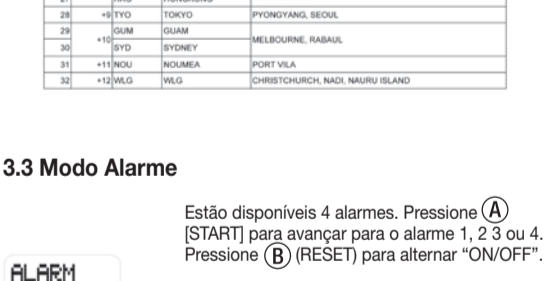 28 +9 TYO TOKYO PYONGYANG, SEOUL
29 +10 GUM GUAM MELBOURNE, RABAUL
30 SYD SYDNEY
31 +11 NOU NOUMEA PORT VILA
32 +12 WLG WLG CHRISTCHURCH, NADI, NAURU ISLAND
3.3 Modo Alarme
Estão disponíveis 4 alarmes. Pressione A
[START] para avançar para o alarme 1, 2 3 ou 4.
Pressione B (RESET) para alternar “ON/OFF”.
ALARM